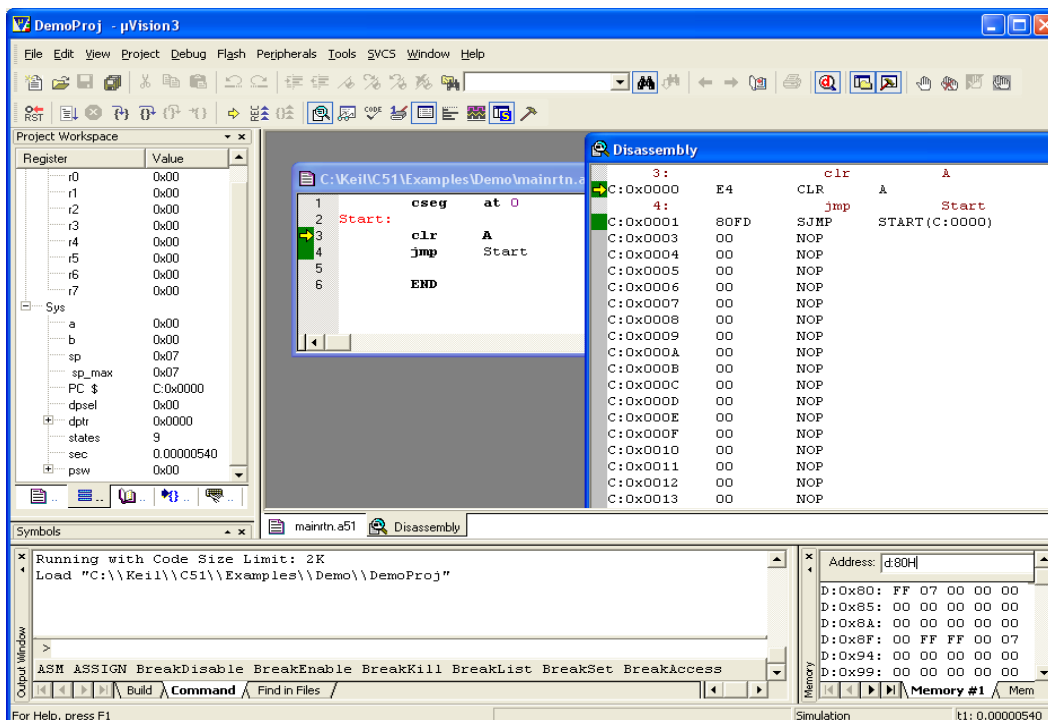 DemoProj - µVision3
File Edit View Project Debug Flash Peripherals Tools SVCS Window Help
RST
CODE
Project Workspace
Register Value
r0 0x00
r1 0x00
r2 0x00
r3 0x00
r4 0x00
r5 0x00
r6 0x00
r7 0x00
Sys
a 0x00
b 0x00
sp 0x07
sp_max 0x07
PC $ C:0x0000
dpsel 0x00
dptr 0x0000
states 9
sec 0.00000540
psw 0x00
Symbols
C:\Keil\C51\Examples\Demo\mainrtn.a
1 cseg at 0
2 Start:
3 clr A
4 jmp Start
5
6 END
Disassembly
3: clr A
C:0x0000 E4 CLR A
4: jmp Start
C:0x0001 80FD SJMP START(C:0000)
C:0x0003 00 NOP
C:0x0004 00 NOP
C:0x0005 00 NOP
C:0x0006 00 NOP
C:0x0007 00 NOP
C:0x0008 00 NOP
C:0x0009 00 NOP
C:0x000A 00 NOP
C:0x000B 00 NOP
C:0x000C 00 NOP
C:0x000D 00 NOP
C:0x000E 00 NOP
C:0x000F 00 NOP
C:0x0010 00 NOP
C:0x0011 00 NOP
C:0x0012 00 NOP
C:0x0013 00 NOP
mainrtn.a51 Disassembly
Running with Code Size Limit: 2K
Load "C:\\Keil\\C51\\Examples\\Demo\\DemoProj"
>
ASM ASSIGN BreakDisable BreakEnable BreakKill BreakList BreakSet BreakAccess
Build Command Find in Files
Output Window
Address: d:80H
D:0x80: FF 07 00 00 00
D:0x85: 00 00 00 00 00
D:0x8A: 00 00 00 00 00
D:0x8F: 00 FF FF 00 07
D:0x94: 00 00 00 00 00
D:0x99: 00 00 00 00 00
Memory #1 Mem
Memory
For Help, press F1
Simulation t1: 0.00000540